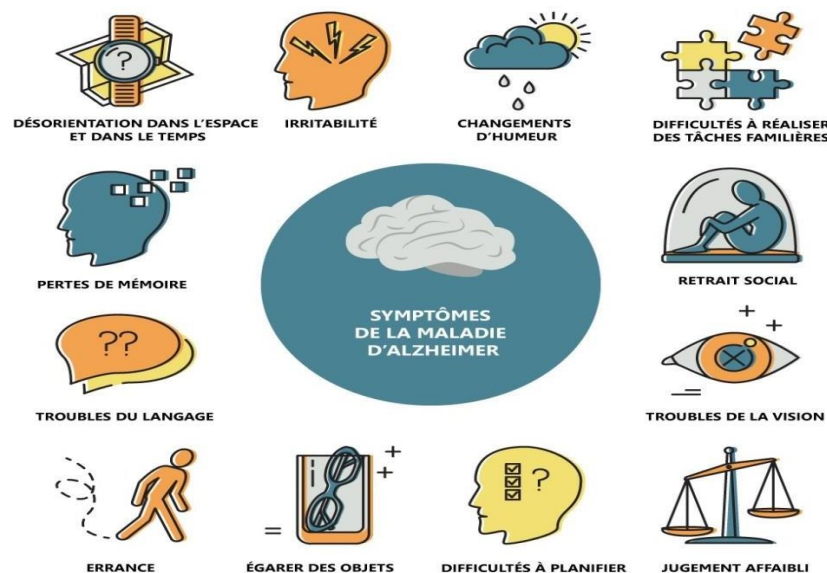 ?
DÉSORIENTATION DANS L'ESPACE
ET DANS LE TEMPS
IRRITABILITÉ
CHANGEMENTS
D'HUMEUR
DIFFICULTÉS À RÉALISER
DES TÂCHES FAMILIÈRES
PERTES DE MÉMOIRE
SYMPTÔMES
DE LA MALADIE
D'ALZHEIMER
RETRAIT SOCIAL
??
TROUBLES DU LANGAGE
TROUBLES DE LA VISION
ERRANCE
ÉGARER DES OBJETS
?
DIFFICULTÉS À PLANIFIER
JUGEMENT AFFAIBLI